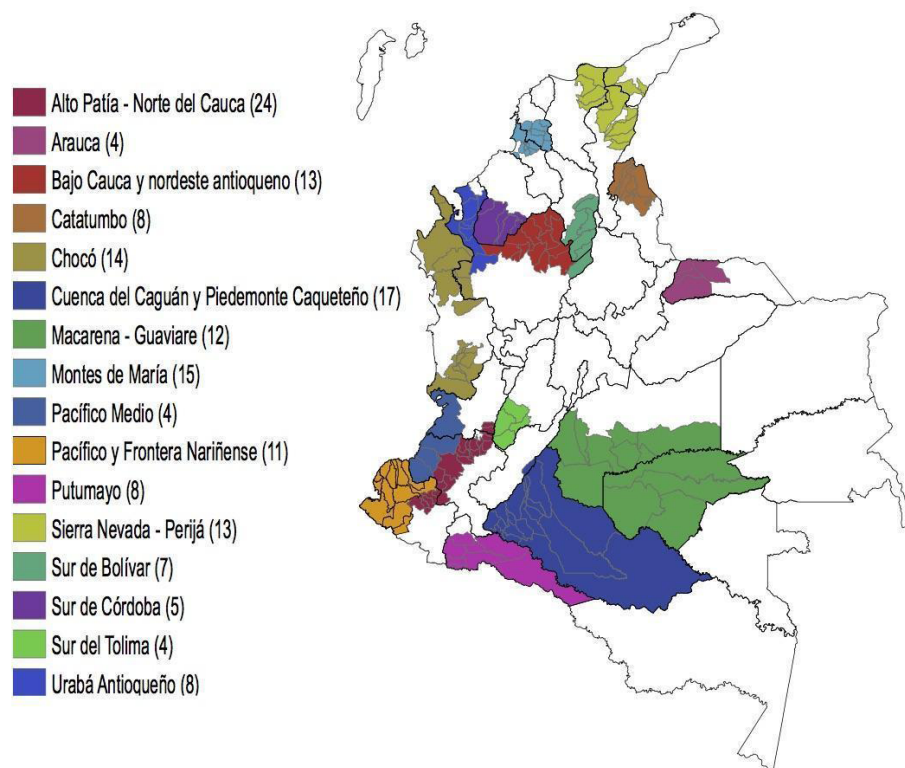 Alto Patía - Norte del Cauca (24)
Arauca (4)
Bajo Cauca y nordeste antioqueno (13)
Catatumbo (8)
Chocó (14)
Cuenca del Caguán y Piedemonte Caqueteño (17)
Macarena - Guaviare (12)
Montes de María (15)
Pacífico Medio (4)
Pacífico y Frontera Nariñense (11)
Putumayo (8)
Sierra Nevada - Perijá (13)
Sur de Bolívar (7)
Sur de Córdoba (5)
Sur del Tolima (4)
Urabá Antioqueño (8)